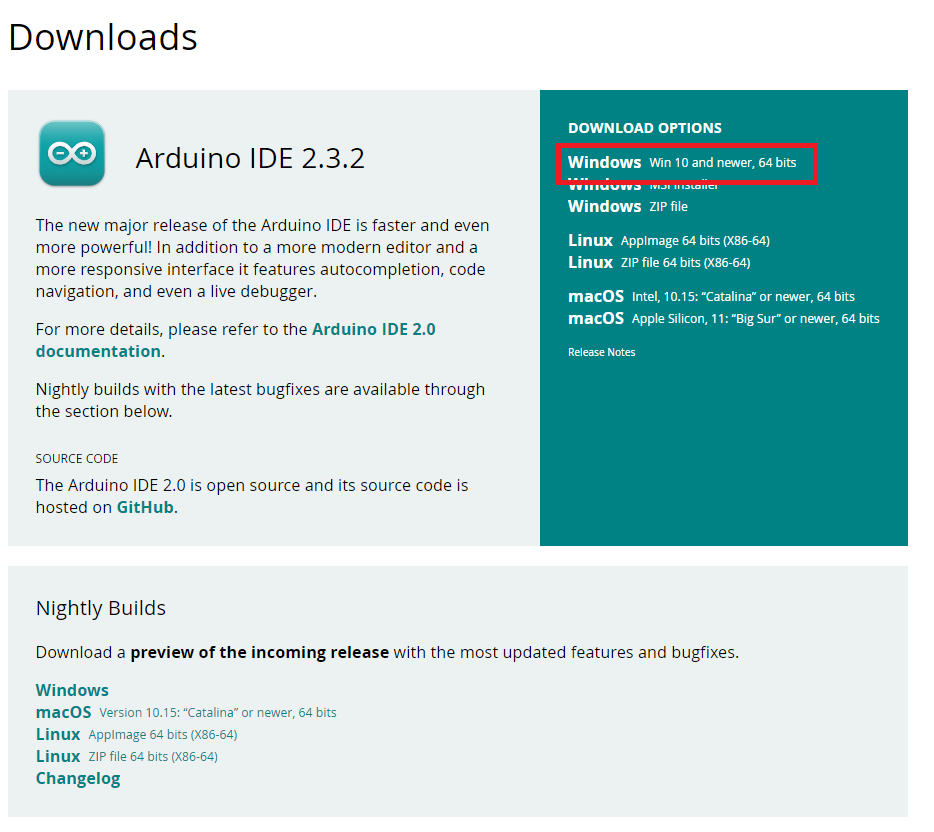 Downloads
Arduino IDE 2.3.2
The new major release of the Arduino IDE is faster and even
more powerful! In addition to a more modern editor and a
more responsive interface it features autocompletion, code
navigation, and even a live debugger.
For more details, please refer to the Arduino IDE 2.0
documentation.
Nightly builds with the latest bugfixes are available through
the section below.
SOURCE CODE
The Arduino IDE 2.0 is open source and its source code is
hosted on GitHub.
DOWNLOAD OPTIONS
Windows Win 10 and newer, 64 bits
Windows MSI installer
Windows ZIP file
Linux AppImage 64 bits (X86-64)
Linux ZIP file 64 bits (X86-64)
macOS Intel, 10.15: “Catalina” or newer, 64 bits
macOS Apple Silicon, 11: “Big Sur” or newer, 64 bits
Release Notes
Nightly Builds
Download a preview of the incoming release with the most updated features and bugfixes.
Windows
macOS Version 10.15: “Catalina” or newer, 64 bits
Linux AppImage 64 bits (X86-64)
Linux ZIP file 64 bits (X86-64)
Changelog